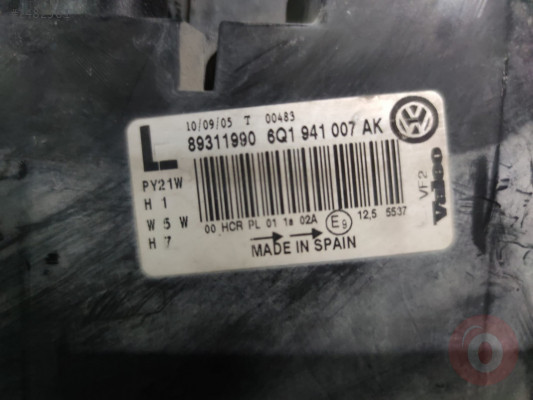 10/09/05 T 00483
L 89311990 6Q1 941 007 AK
PY21W
H 1
W 5 W
H 7
00 HCR PL 01 1a 02A E9 12,5 5537
MADE IN SPAIN
VF2
Valeo